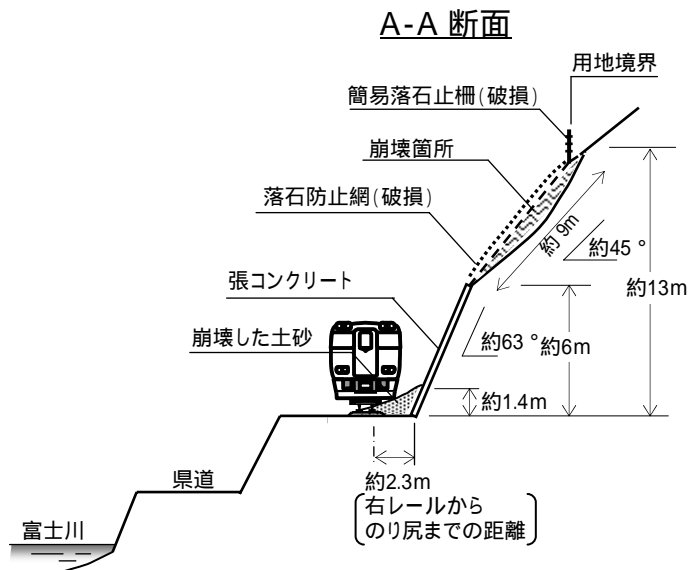 A-A 断面
用地境界
簡易落石止柵(破損)
崩壊箇所
落石防止網(破損)
約 9m
約45 °
約13m
張コンクリート
崩壊した土砂
約63 °
約6m
約1.4m
約2.3m
右レールから
のり尻までの距離
県道
富士川